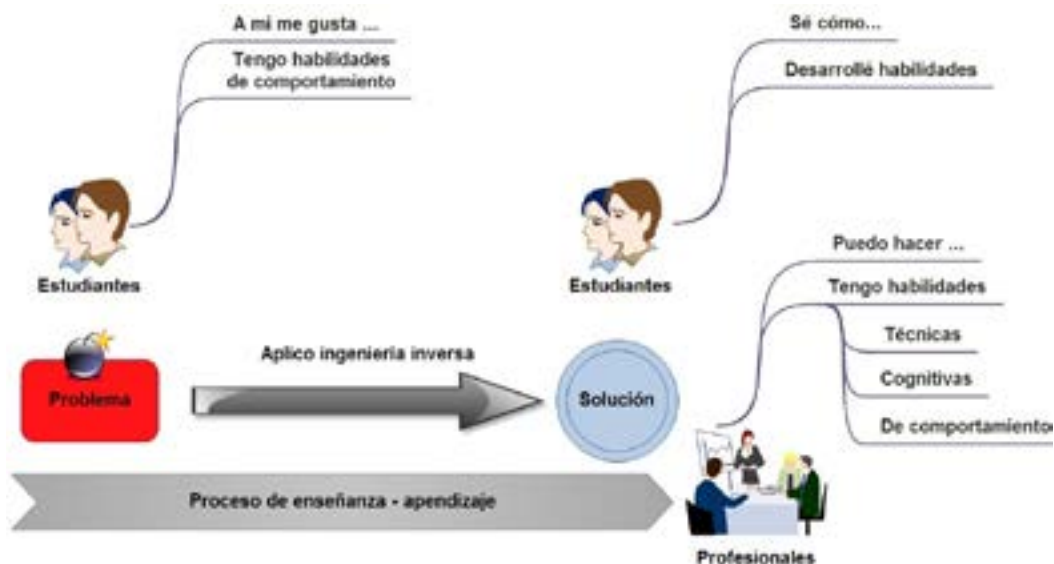 A mi me gusta ...
Tengo habilidades
de comportamiento
Estudiantes
Sé cómo...
Desarrollé habilidades
Estudiantes
Puedo hacer ...
Tengo habilidades
Técnicas
Cognitivas
De comportamiento
Problema
Aplico ingeniería inversa
Solución
Proceso de enseñanza - apendizaje
Profesionales